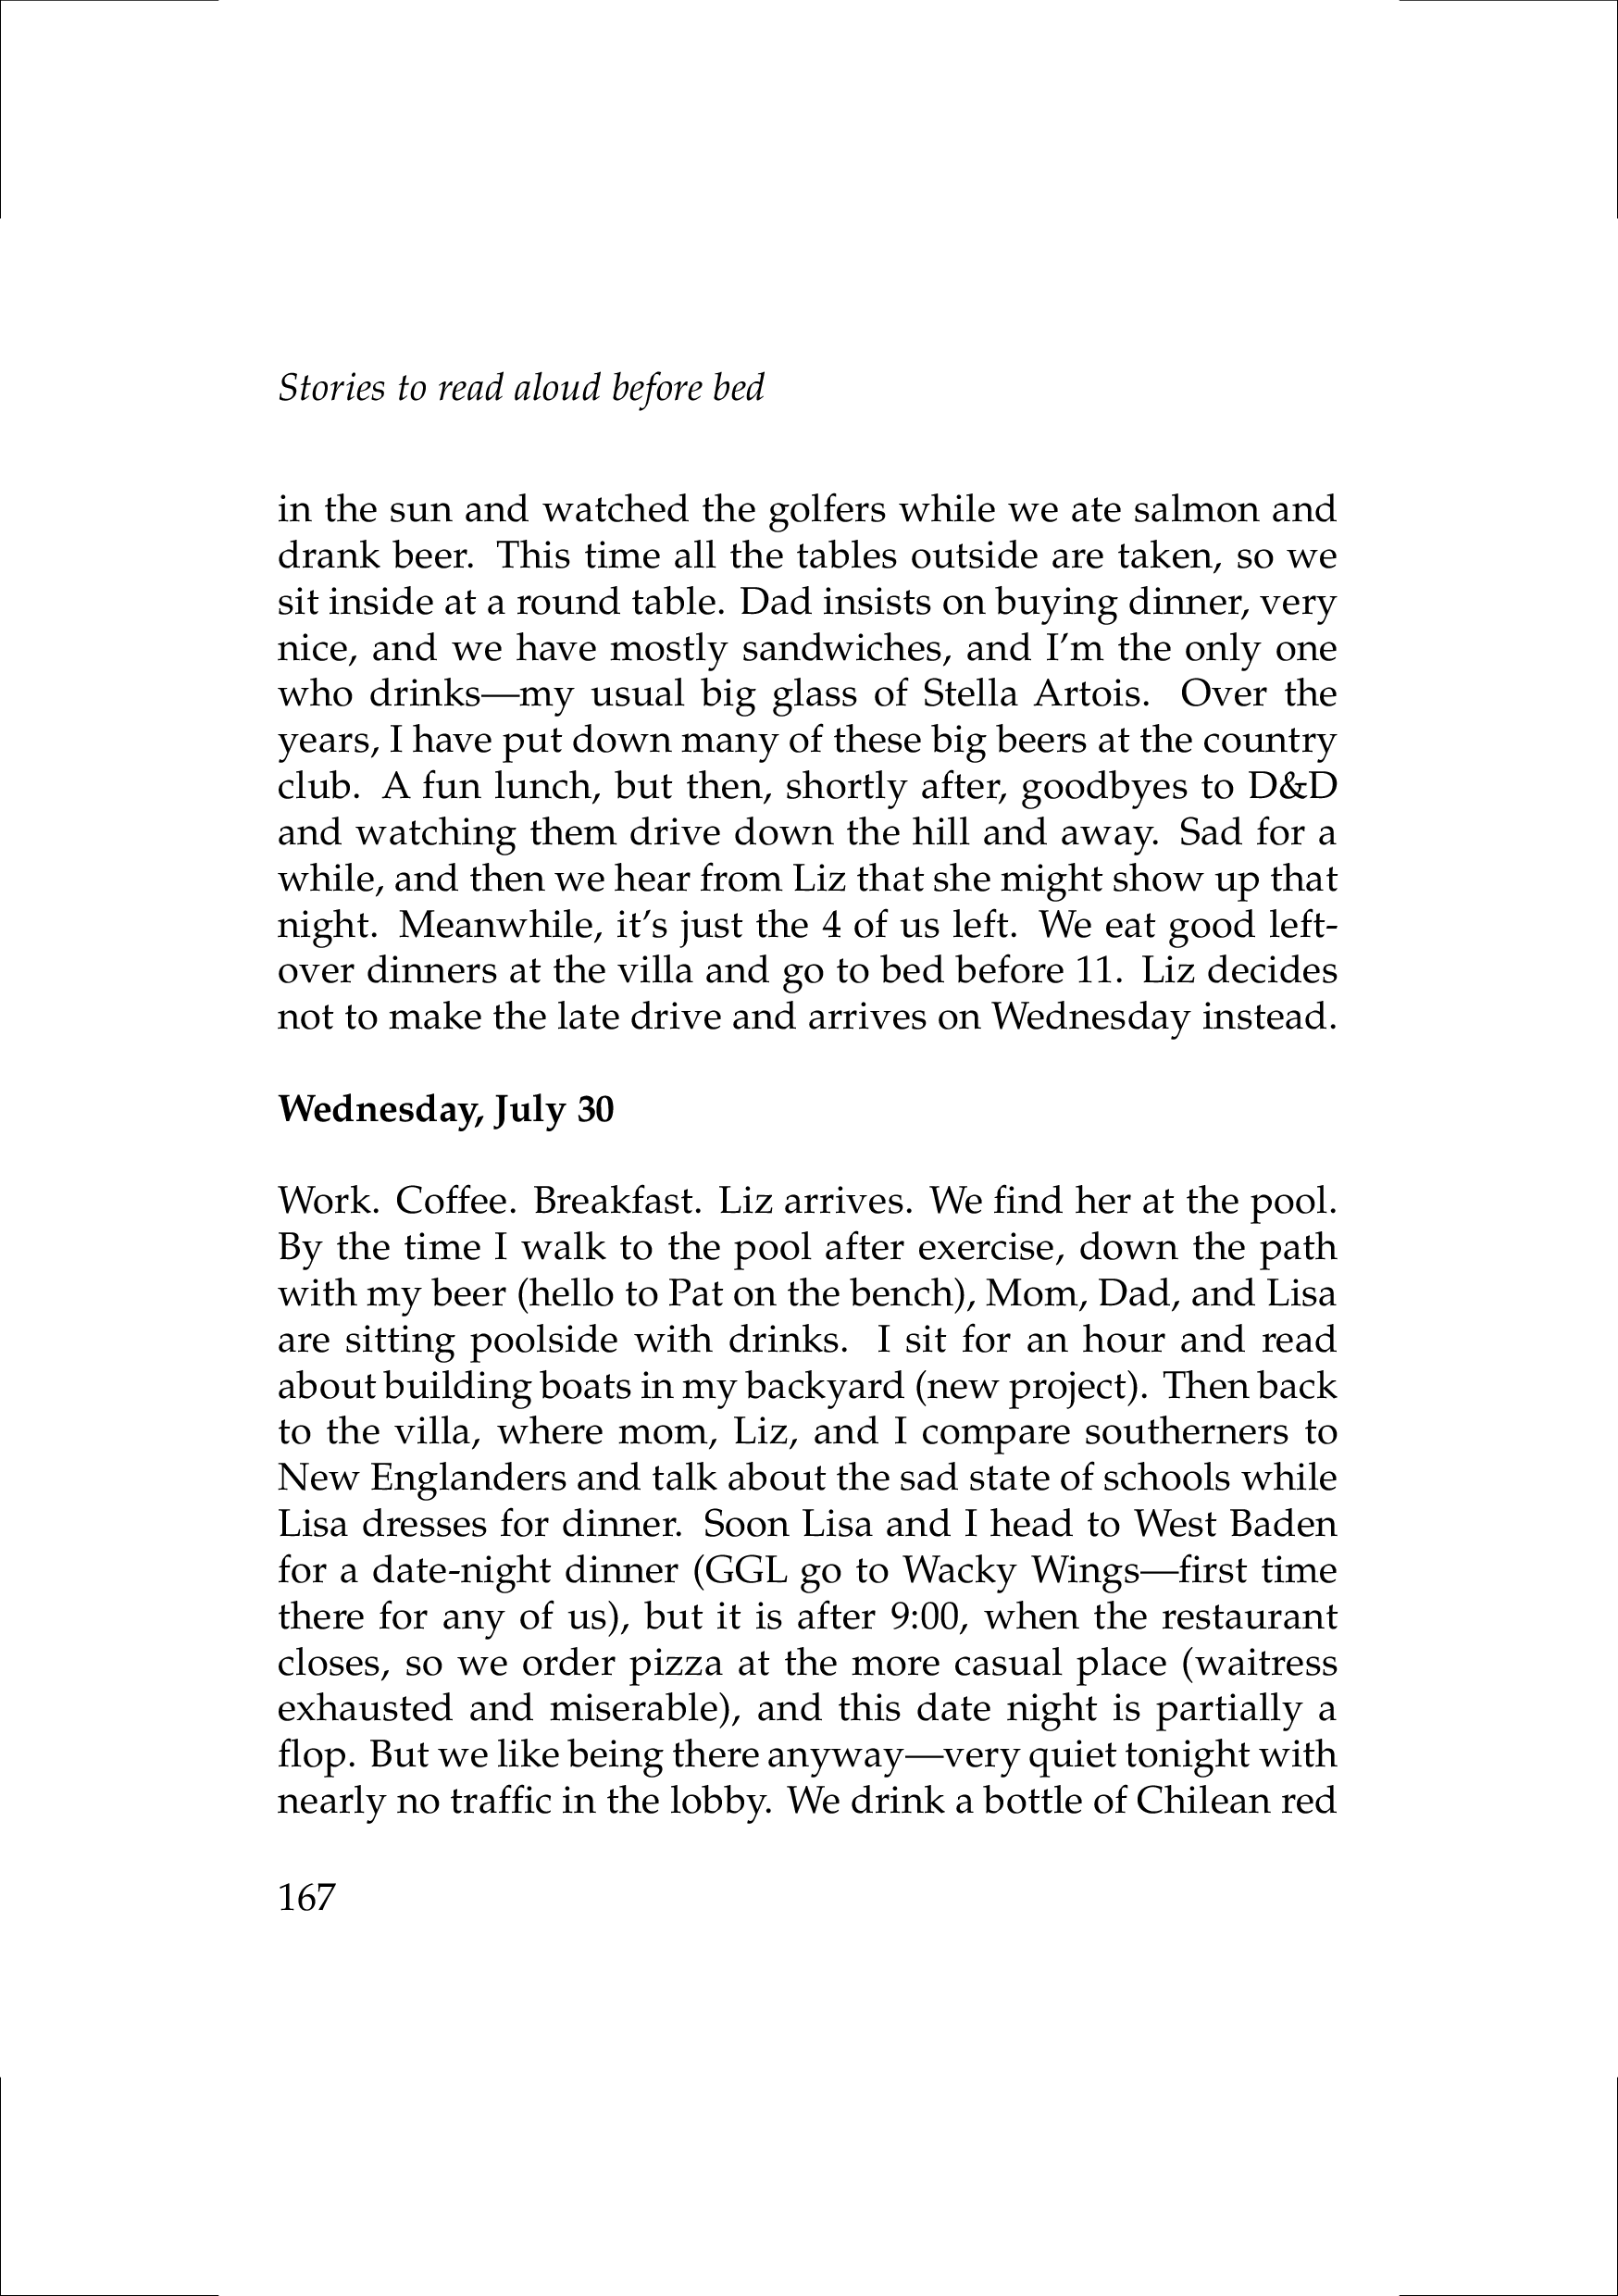 Stories to read aloud before bed
in the sun and watched the golfers while we ate salmon and
drank beer. This time all the tables outside are taken, so we
sit inside at a round table. Dad insists on buying dinner, very
nice, and we have mostly sandwiches, and I'm the only one
who drinks—my usual big glass of Stella Artois. Over the
years, I have put down many of these big beers at the country
club. A fun lunch, but then, shortly after, goodbyes to D&D
and watching them drive down the hill and away. Sad for a
while, and then we hear from Liz that she might show up that
night. Meanwhile, it's just the 4 of us left. We eat good left-
over dinners at the villa and go to bed before 11. Liz decides
not to make the late drive and arrives on Wednesday instead.
Wednesday, July 30
Work. Coffee. Breakfast. Liz arrives. We find her at the pool.
By the time I walk to the pool after exercise, down the path
with my beer (hello to Pat on the bench), Mom, Dad, and Lisa
are sitting poolside with drinks. I sit for an hour and read
about building boats in my backyard (new project). Then back
to the villa, where mom, Liz, and I compare southerners to
New Englanders and talk about the sad state of schools while
Lisa dresses for dinner. Soon Lisa and I head to West Baden
for a date-night dinner (GGL go to Wacky Wings—first time
there for any of us), but it is after 9:00, when the restaurant
closes, so we order pizza at the more casual place (waitress
exhausted and miserable), and this date night is partially a
flop. But we like being there anyway—very quiet tonight with
nearly no traffic in the lobby. We drink a bottle of Chilean red
167